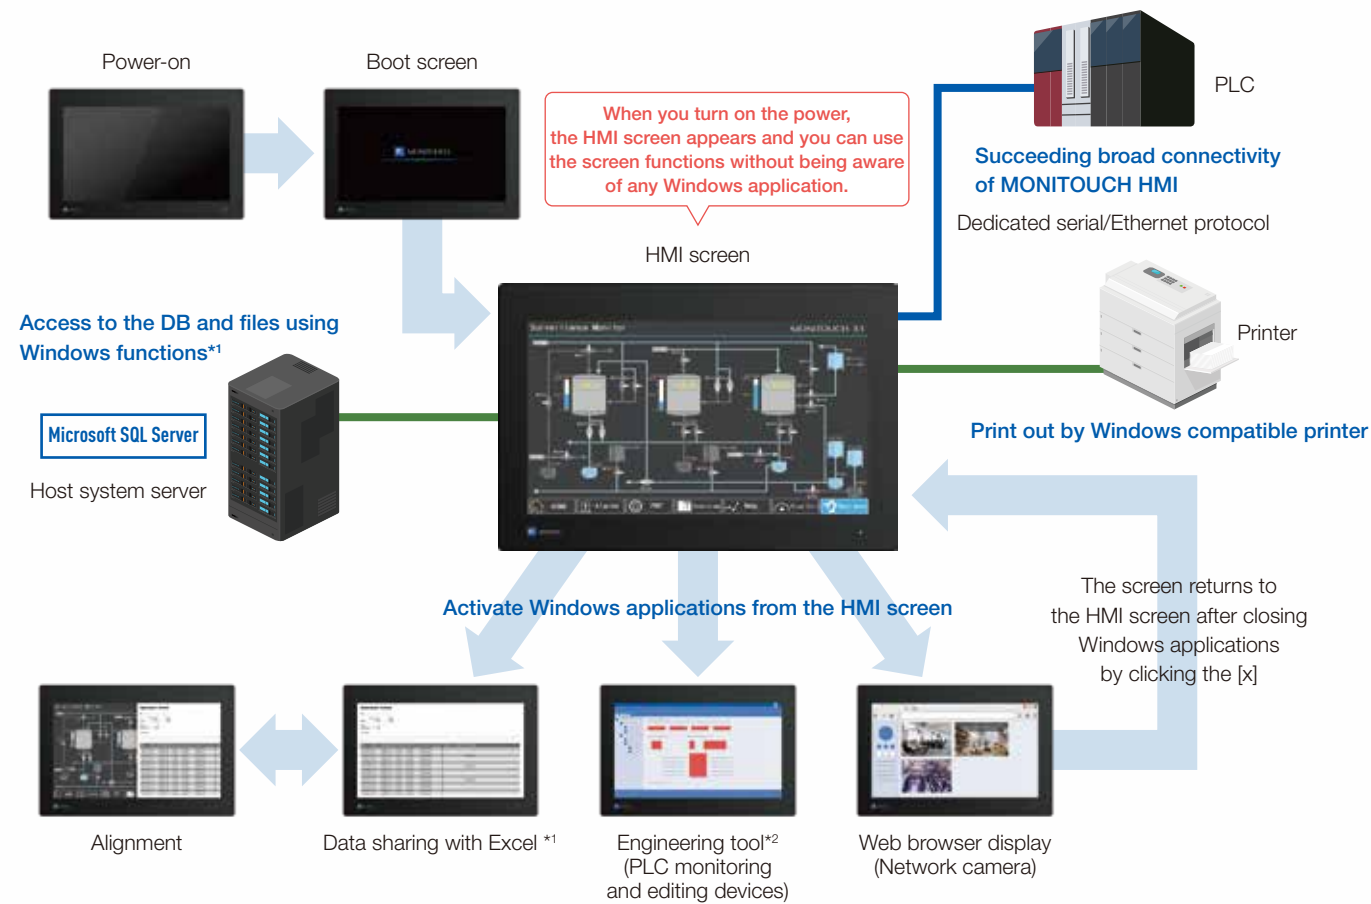 Power-on
Boot screen
When you turn on the power,
the HMI screen appears and you can use
the screen functions without being aware
of any Windows application.
PLC
Succeeding broad connectivity
of MONITOUCH HMI
Dedicated serial/Ethernet protocol
HMI screen
Access to the DB and files using
Windows functions*1
Microsoft SQL Server
Host system server
Printer
Print out by Windows compatible printer
Activate Windows applications from the HMI screen
The screen returns to
the HMI screen after closing
Windows applications
by clicking the [x]
Alignment
Data sharing with Excel *1
Engineering tool*2
(PLC monitoring
and editing devices)
Web browser display
(Network camera)